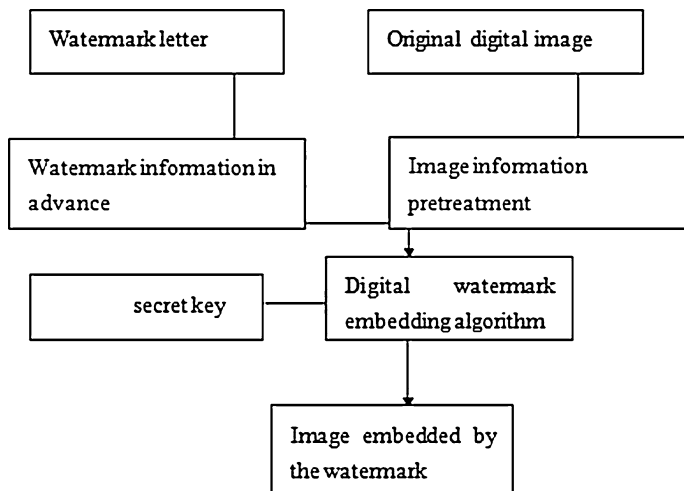 Watermark letter
Original digital image
Watermark information in
advance
Image information
pretreatment
secret key
Digital watermark
embedding algorithm
Image embedded by
the watermark